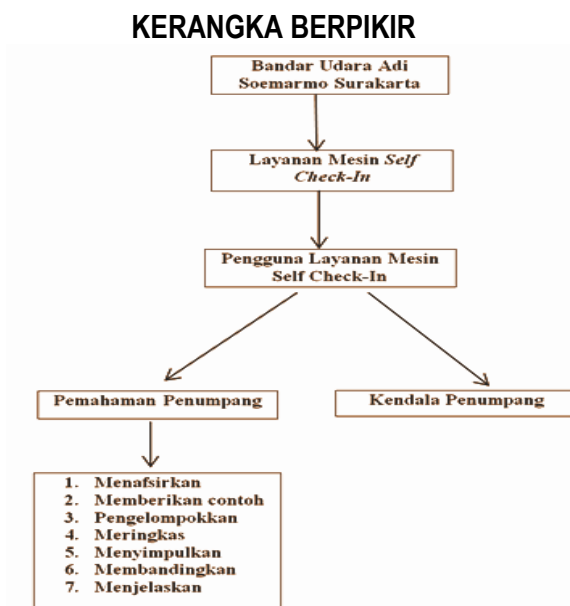 KERANGKA BERPIKIR
Bandar Udara Adi
Soemarmo Surakarta
Layanan Mesin Self
Check-In
Pengguna Layanan Mesin
Self Check-In
Pemahaman Penumpang
Kendala Penumpang
1. Menafsirkan
2. Memberikan contoh
3. Pengelompokkan
4. Meringkas
5. Menyimpulkan
6. Membandingkan
7. Menjelaskan